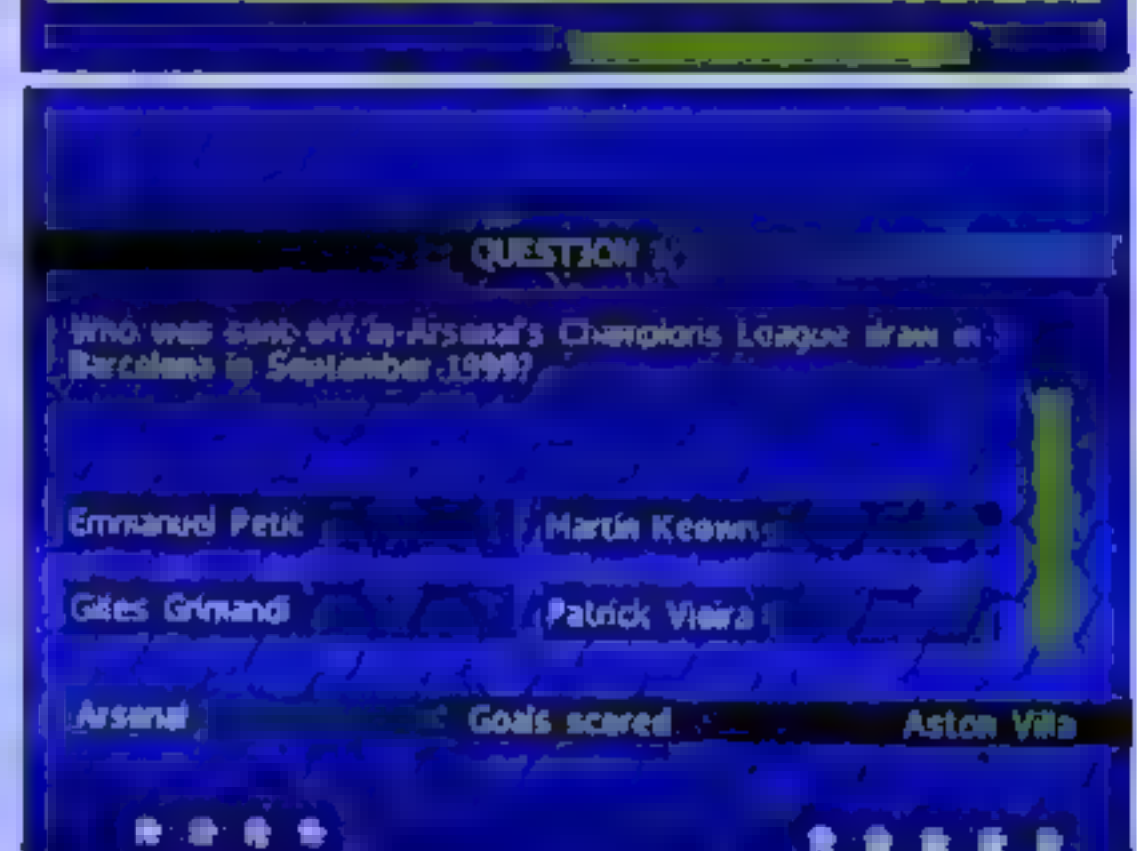 QUESTION
Who was sent off in Arsenal's Champions League draw in
Barcelona in September 1999?
Emmanuel Petit
Martin Keown
Gilles Grimandi
Patrick Vieira
Arsenal
Goals scored
Aston Villa